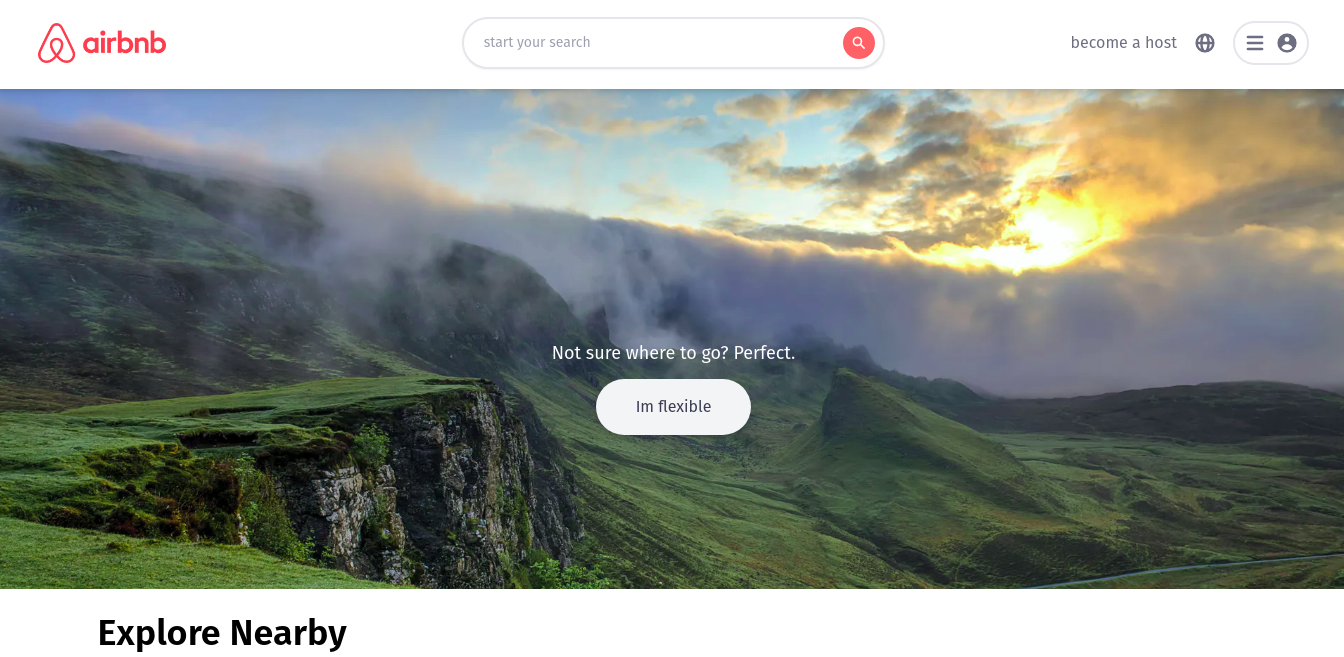 airbnb
start your search
become a host
Not sure where to go? Perfect.
Im flexible
Explore Nearby